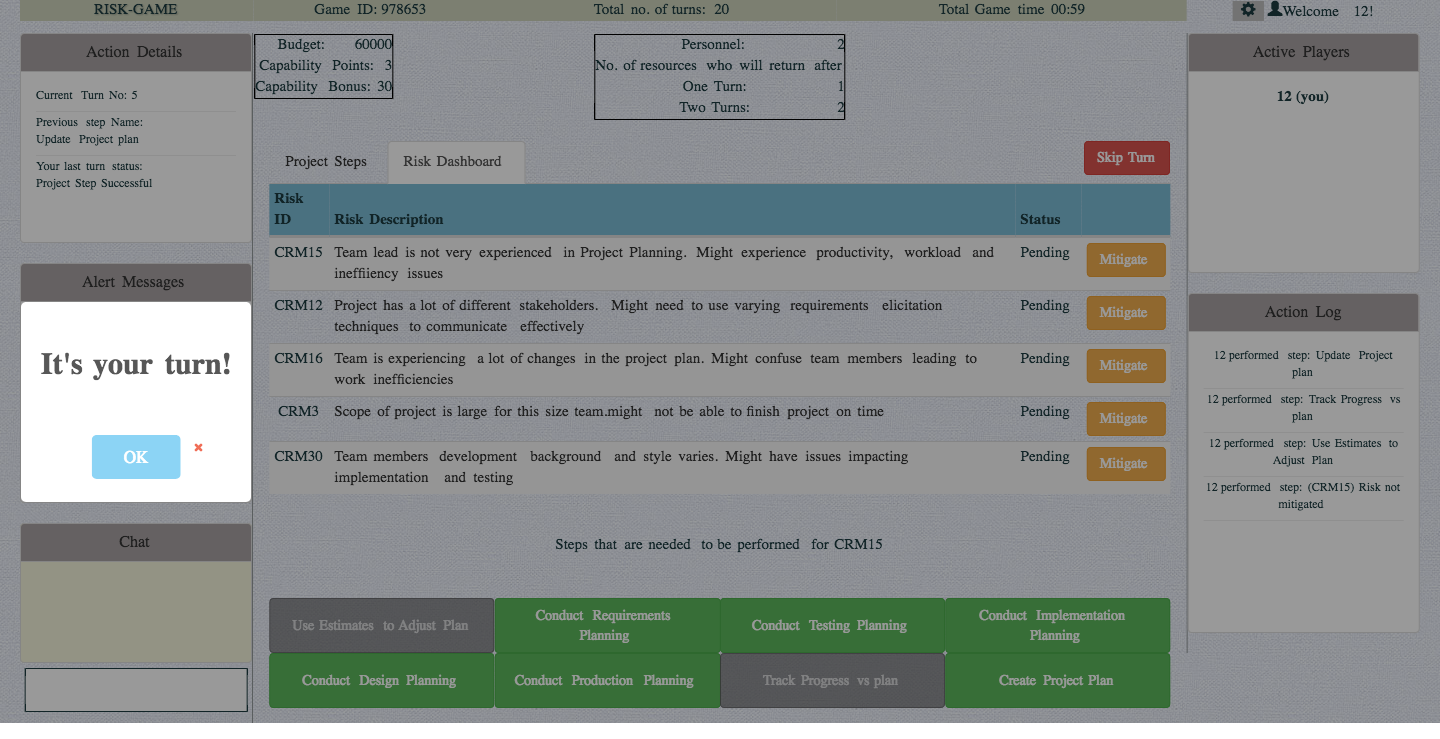 RISK-GAME
Game ID: 978653
Total no. of turns: 20
Total Game time 00:59
Welcome 12!
Action Details
Current Turn No: 5
Previous step Name:
Update Project plan
Your last turn status:
Project Step Successful
Alert Messages
It's your turn!
OK
Chat
Budget: 60000
Capability Points: 3
Capability Bonus: 30
Personnel: 2
No. of resources who will return after
One Turn: 1
Two Turns: 2
Project Steps
Risk Dashboard
Skip Turn
Risk
ID
Risk Description
Status
CRM15
Team lead is not very experienced in Project Planning. Might experience productivity, workload and
ineffiiency issues
Pending
Mitigate
CRM12
Project has a lot of different stakeholders. Might need to use varying requirements elicitation
techniques to communicate effectively
Pending
Mitigate
CRM16
Team is experiencing a lot of changes in the project plan. Might confuse team members leading to
work inefficiencies
Pending
Mitigate
CRM3
Scope of project is large for this size team.might not be able to finish project on time
Pending
Mitigate
CRM30
Team members development background and style varies. Might have issues impacting
implementation and testing
Pending
Mitigate
Steps that are needed to be performed for CRM15
Use Estimates to Adjust Plan
Conduct Requirements
Planning
Conduct Testing Planning
Conduct Implementation
Planning
Conduct Design Planning
Conduct Production Planning
Track Progress vs plan
Create Project Plan
Active Players
12 (you)
Action Log
12 performed step: Update Project
plan
12 performed step: Track Progress vs
plan
12 performed step: Use Estimates to
Adjust Plan
12 performed step: (CRM15) Risk not
mitigated